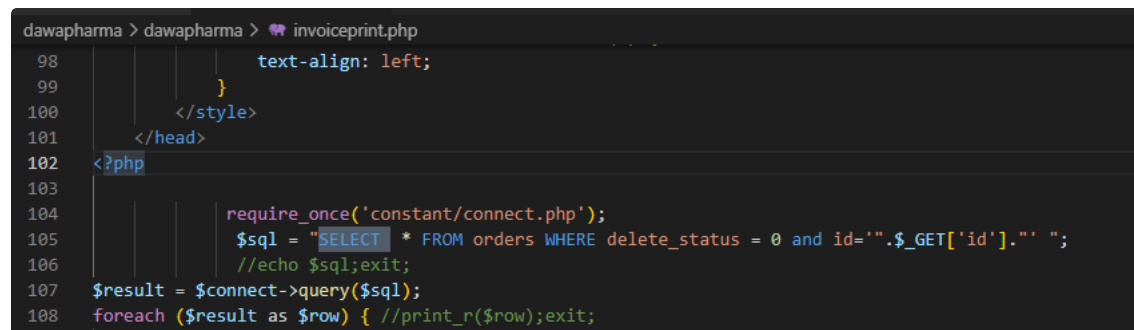 dawapharma > dawapharma > invoiceprint.php
98 text-align: left;
99 }
100 </style>
101 </head>
102 <?php
103
104 require_once('constant/connect.php');
105 $sql = "SELECT * FROM orders WHERE delete_status = 0 and id='".$_GET['id']."' ";
106 //echo $sql;exit;
107 $result = $connect->query($sql);
108 foreach ($result as $row) { //print_r($row);exit;